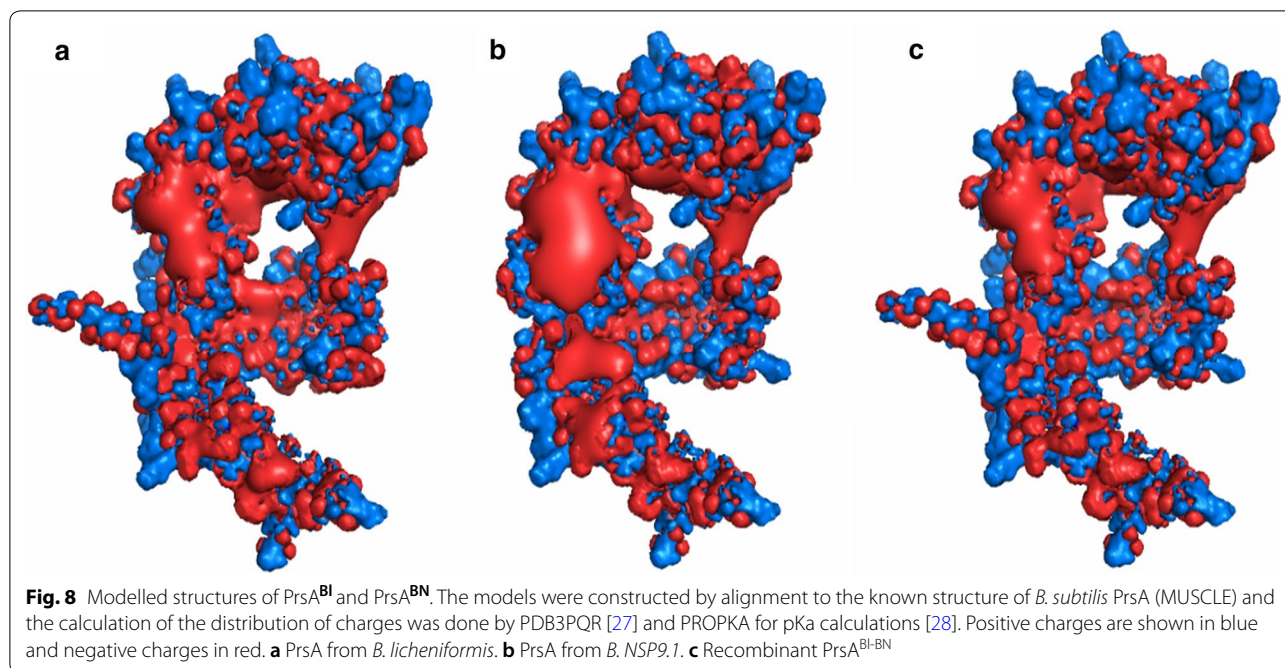 a b c
Fig. 8 Modelled structures of PrsA^Bl and PrsA^BN. The models were constructed by alignment to the known structure of B. subtilis PrsA (MUSCLE) and
the calculation of the distribution of charges was done by PDB3PQR [27] and PROPKA for pKa calculations [28]. Positive charges are shown in blue
and negative charges in red. a PrsA from B. licheniformis. b PrsA from B. NSP9.1. c Recombinant PrsA^Bl-BN